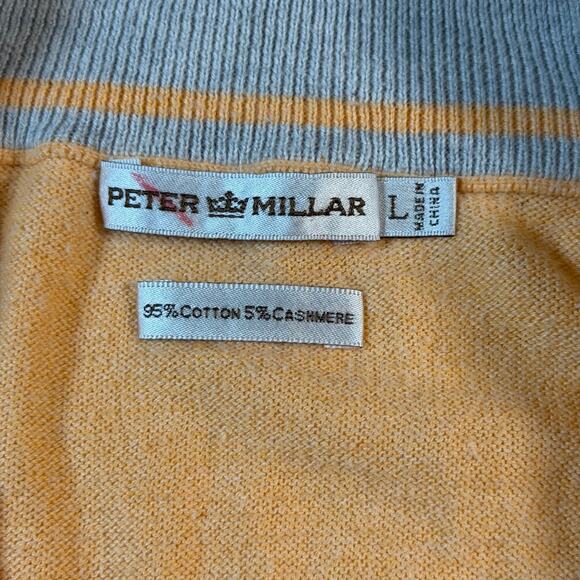 PETER MILLAR
L
MADE IN
CHINA
95% COTTON 5% CASHMERE